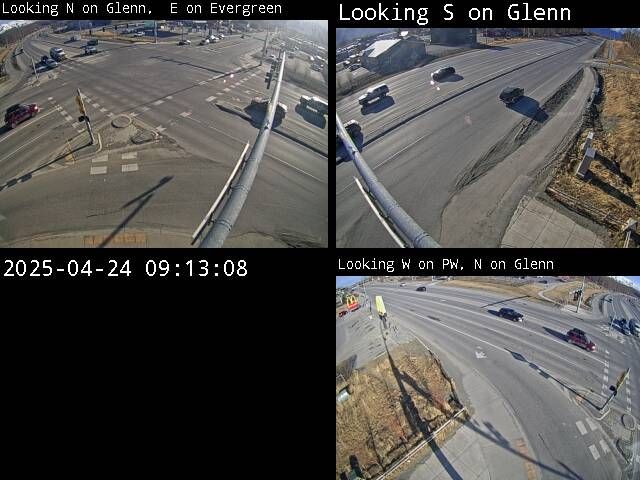 Looking N on Glenn,  E on Evergreen
Looking S on Glenn
2025-04-24 09:13:08
Looking W on PW, N on Glenn